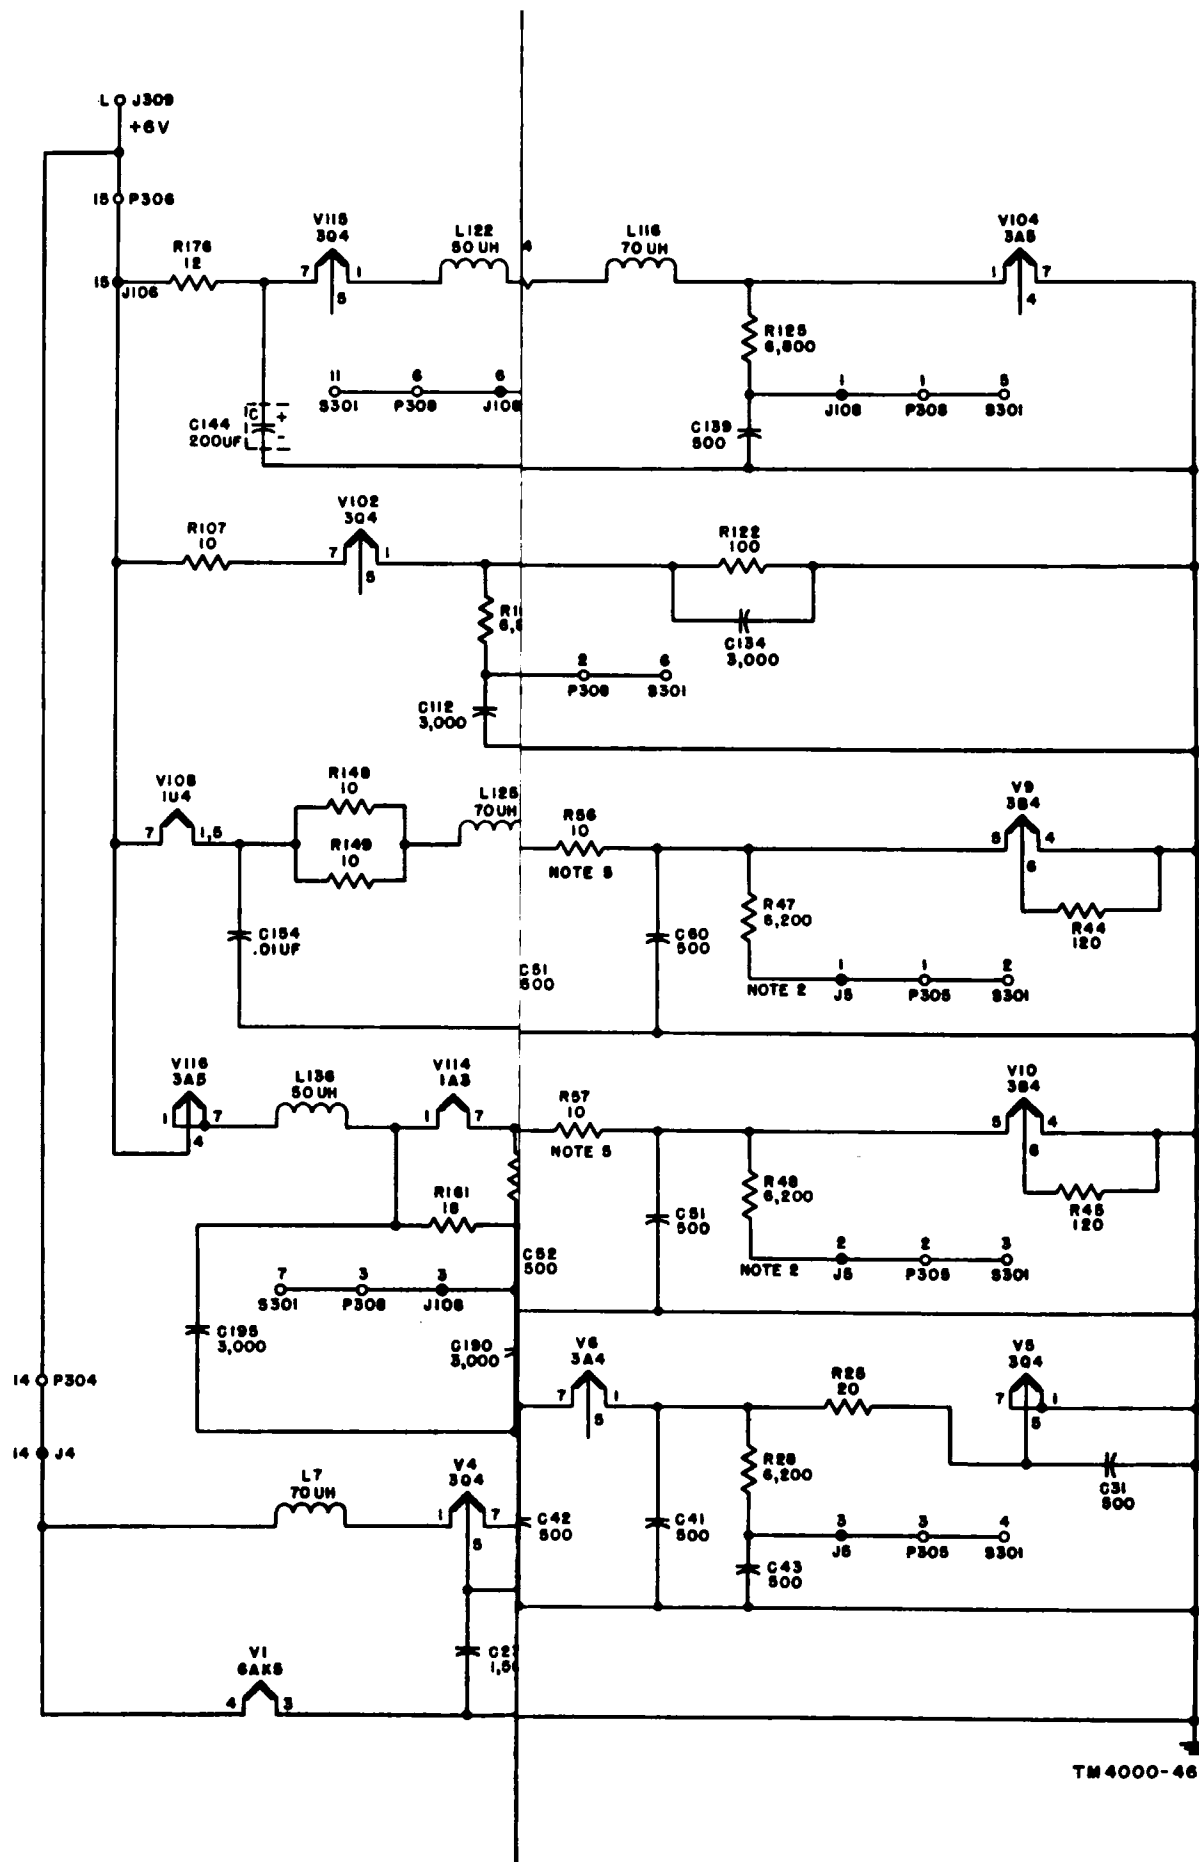 L J309
+6V
15 P306
V115
3Q4
L122
50 UH
4
L116
70 UH
V104
3A5
R176
12
7 1
1 7
15 J106
5
4
R125
6,800
11 6 6
S301 P308 J108
1 1 5
J108 P308 S301
C +
-
C144
200UF
C139
500
V102
3Q4
R107
10
R122
100
7 1
5
C134
3,000
2 6
P308 S301
C112
3,000
V108
1U4
R148
10
L125
70 UH
R56
10
V9
3B4
7 1,5
R149
10
5 4
NOTE 5
6
R47
6,200
C154
.01UF
C60
500
R44
120
C51
500
1 1 2
NOTE 2 J5 P305 S301
V116
3A5
L136
50 UH
V114
1A3
R57
10
V10
3B4
1 7
1 7
5 4
4
NOTE 5
6
R48
6,200
R161
18
C51
500
R45
120
C52
500
2 2 3
NOTE 2 J5 P305 S301
7 3 3
S301 P308 J108
C195
3,000
C190
3,000
V6
3A4
V5
3Q4
R25
20
14 P304
7 1
7 1
5
5
14 J4
R28
6,200
L7
70 UH
V4
3Q4
C31
500
1 7
C42
500
C41
500
3 3 4
J5 P305 S301
5
C43
500
V1
6AK5
4 3
TM4000-46